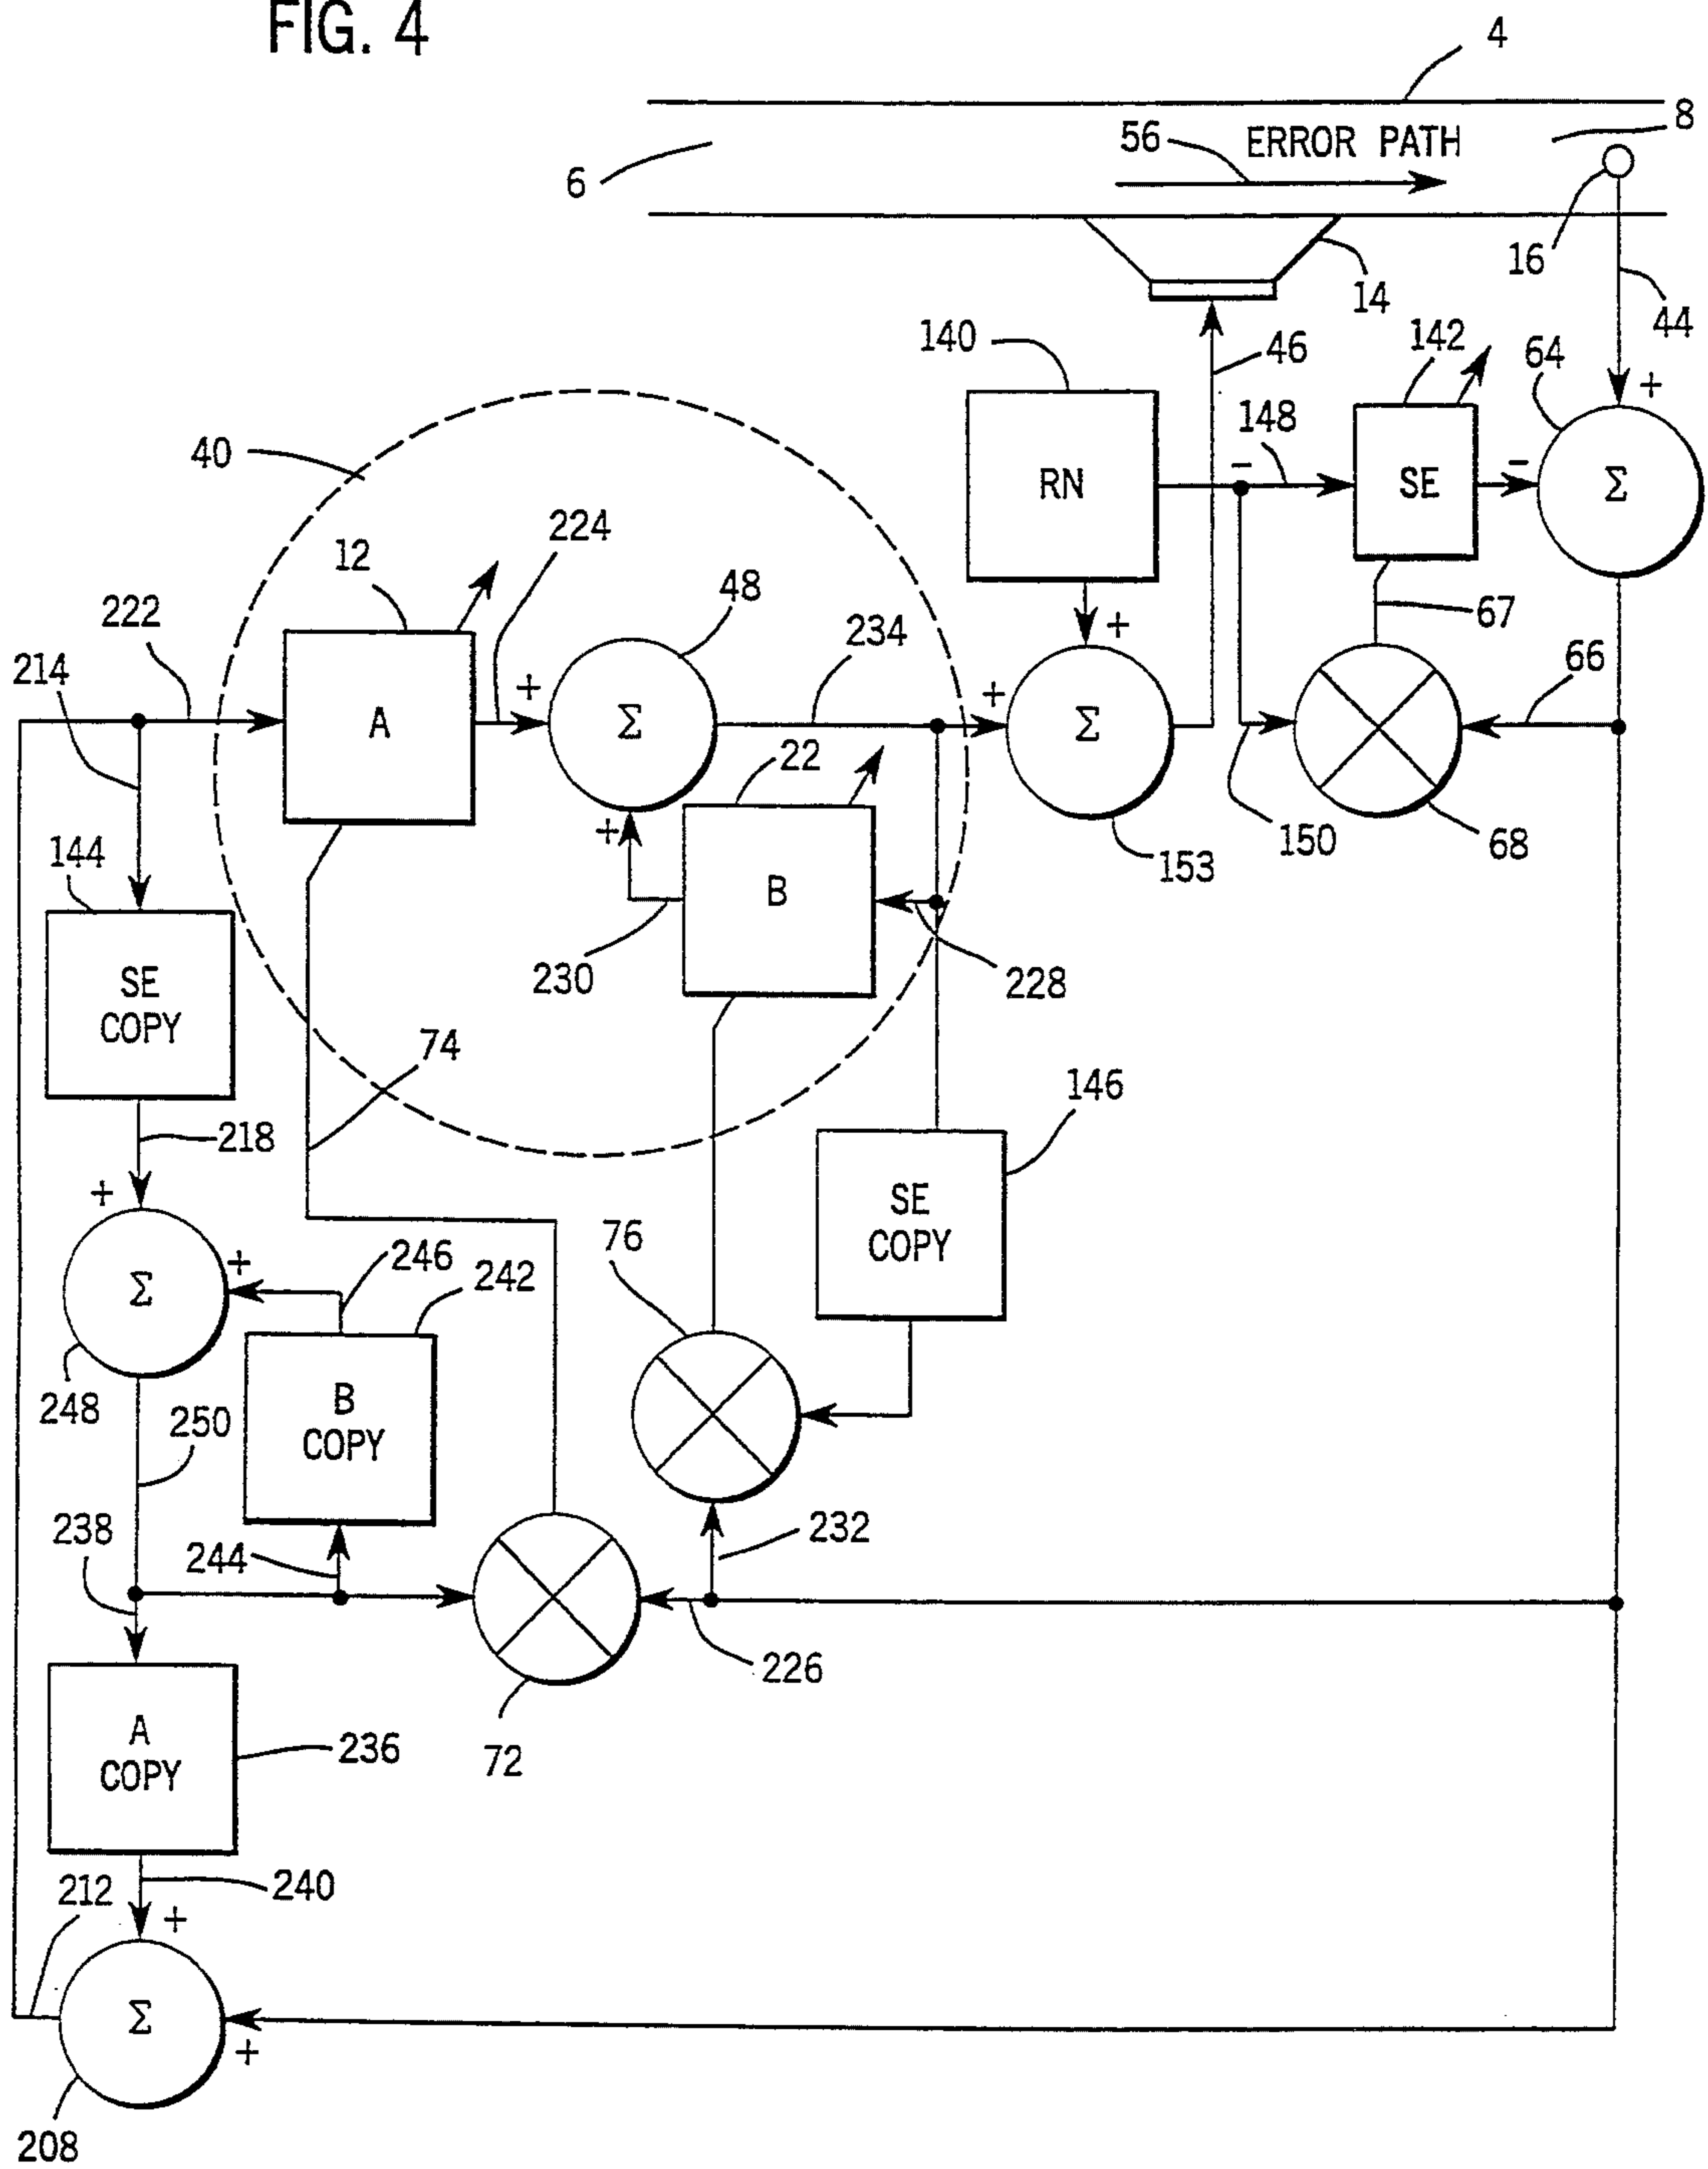 FIG. 4
4
8
56
ERROR PATH
6
16
14
44
140
46
142
64
+
148
40
-
-
RN
SE
Σ
224
12
48
+
67
222
234
66
214
+
+
A
Σ
Σ
22
+
150
153
68
144
B
230
228
SE
COPY
74
146
218
+
SE
COPY
76
246
+
242
Σ
248
250
B
COPY
238
244
232
226
A
COPY
236
72
240
212
+
Σ
+
208